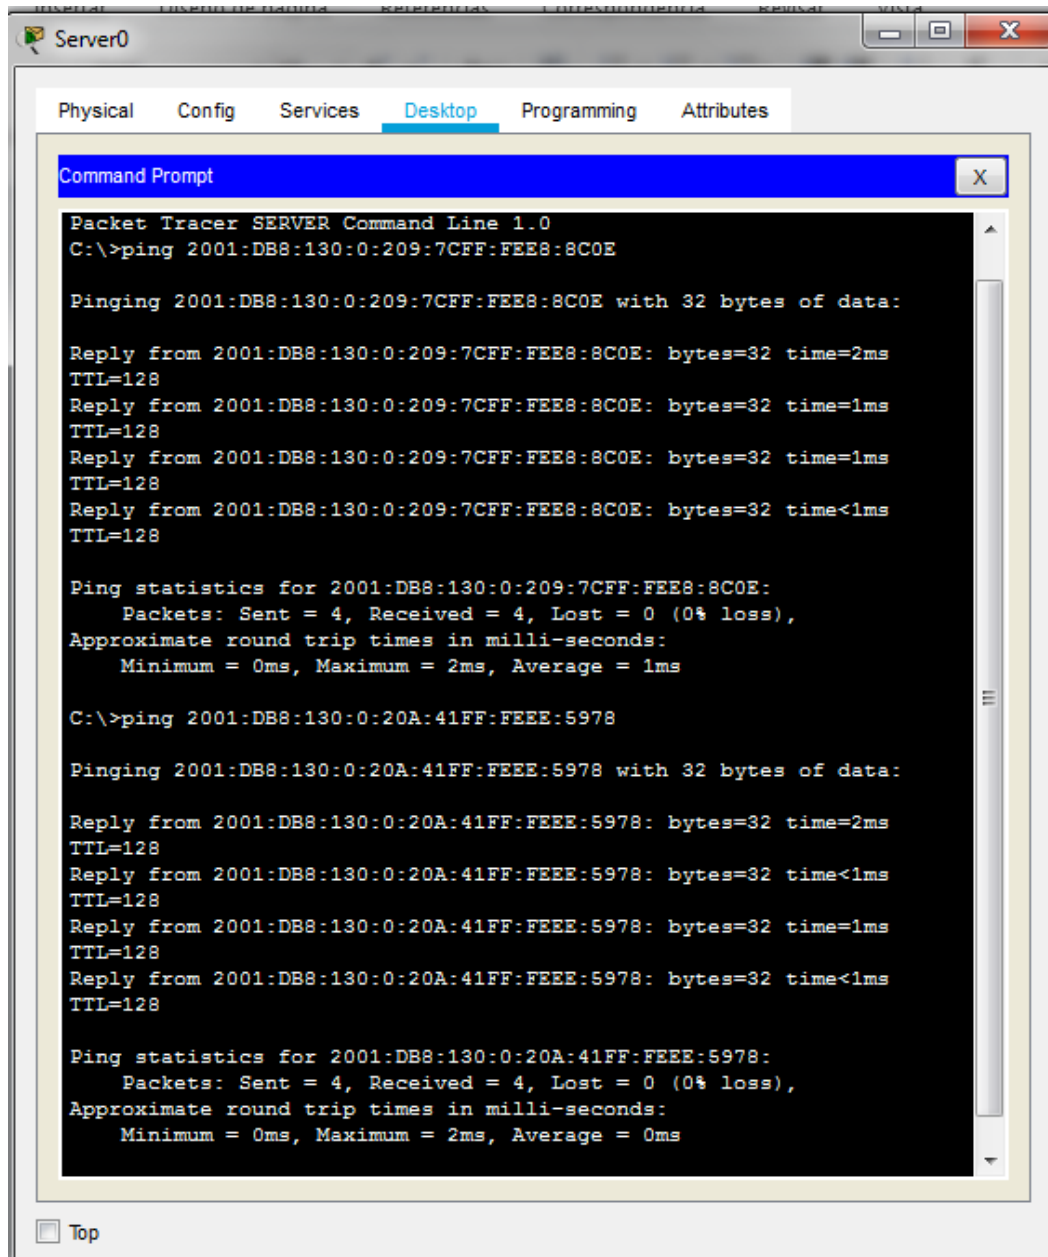 Insertar Diseño de página Referencias Correspondencia Revisar Vista
Server0
Physical Config Services Desktop Programming Attributes
Command Prompt
X
Packet Tracer SERVER Command Line 1.0
C:\>ping 2001:DB8:130:0:209:7CFF:FEE8:8C0E
Pinging 2001:DB8:130:0:209:7CFF:FEE8:8C0E with 32 bytes of data:
Reply from 2001:DB8:130:0:209:7CFF:FEE8:8C0E: bytes=32 time=2ms
TTL=128
Reply from 2001:DB8:130:0:209:7CFF:FEE8:8C0E: bytes=32 time=1ms
TTL=128
Reply from 2001:DB8:130:0:209:7CFF:FEE8:8C0E: bytes=32 time=1ms
TTL=128
Reply from 2001:DB8:130:0:209:7CFF:FEE8:8C0E: bytes=32 time<1ms
TTL=128
Ping statistics for 2001:DB8:130:0:209:7CFF:FEE8:8C0E:
Packets: Sent = 4, Received = 4, Lost = 0 (0% loss),
Approximate round trip times in milli-seconds:
Minimum = 0ms, Maximum = 2ms, Average = 1ms
C:\>ping 2001:DB8:130:0:20A:41FF:FEEE:5978
Pinging 2001:DB8:130:0:20A:41FF:FEEE:5978 with 32 bytes of data:
Reply from 2001:DB8:130:0:20A:41FF:FEEE:5978: bytes=32 time=2ms
TTL=128
Reply from 2001:DB8:130:0:20A:41FF:FEEE:5978: bytes=32 time<1ms
TTL=128
Reply from 2001:DB8:130:0:20A:41FF:FEEE:5978: bytes=32 time=1ms
TTL=128
Reply from 2001:DB8:130:0:20A:41FF:FEEE:5978: bytes=32 time<1ms
TTL=128
Ping statistics for 2001:DB8:130:0:20A:41FF:FEEE:5978:
Packets: Sent = 4, Received = 4, Lost = 0 (0% loss),
Approximate round trip times in milli-seconds:
Minimum = 0ms, Maximum = 2ms, Average = 0ms
Top